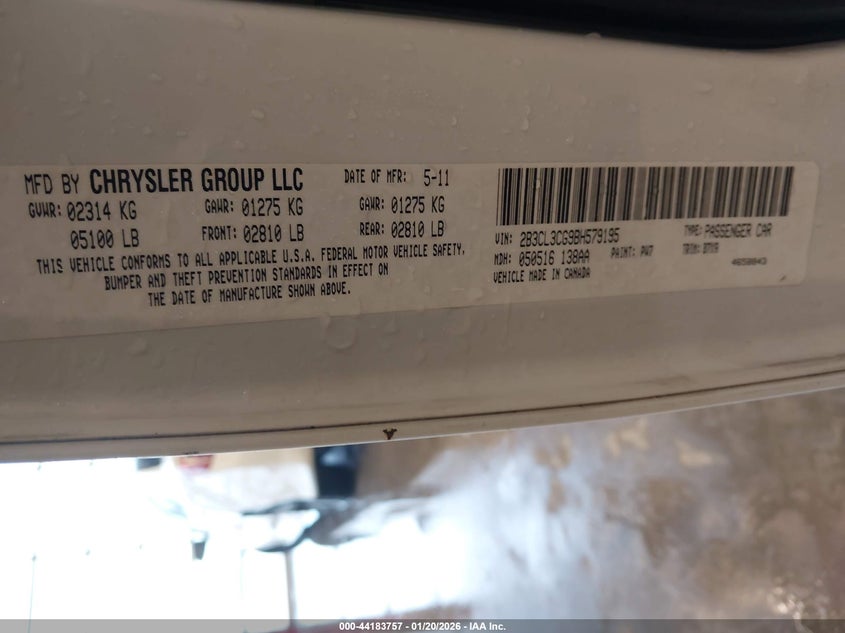 MFD BY CHRYSLER GROUP LLC DATE OF MFR: 5-11
GVWR: 02314 KG GAWR: 01275 KG GAWR: 01275 KG
05100 LB FRONT: 02810 LB REAR: 02810 LB
THIS VEHICLE CONFORMS TO ALL APPLICABLE U.S.A. FEDERAL MOTOR VEHICLE SAFETY,
BUMPER AND THEFT PREVENTION STANDARDS IN EFFECT ON
THE DATE OF MANUFACTURE SHOWN ABOVE.
VIN: 2B3CL3CG9BH579195 TYPE: PASSENGER CAR
MDH: 050516 138AA PAINT: PW7 TRIM:
VEHICLE MADE IN CANADA 4658043
000-44183757 — 01/20/2026 — IAA Inc.